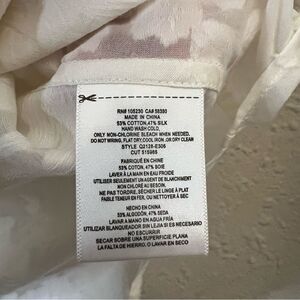 RN# 105230 CA# 58380
MADE IN CHINA
53% COTTON,47% SILK
HAND WASH COLD,
ONLY NON-CHLORINE BLEACH WHEN NEEDED.
DO NOT WRING, FLAT DRY,COOL IRON ,OR DRY CLEAN
STYLE Q2128-E306
CUT 515965
FABRIQUÉ EN CHINE
53% COTON, 47% SOIE
LAVER À LA MAIN EN EAU FROIDE
UTILISER SEULEMENT UN AGENT DE BLANCHIMENT
NON CHLORÉ AU BESOIN.
NE PAS TORDRE, SÉCHER LE LINGE À PLAT
FAIBLE TENEUR EN FER, OU NETTOYAGE À SEC
HECHO EN CHINA
53% ALGODÓN, 47% SEDA
LAVAR A MANO EN AGUA FRÍA
UTILIZAR BLANQUEADOR SIN LEJIA SI ES NECESARIO
NO ESCURRIR
SECAR SOBRE UNA SUPERFICIE PLANA
LA FALTA DE HIERRO, O LAVADO EN SECO